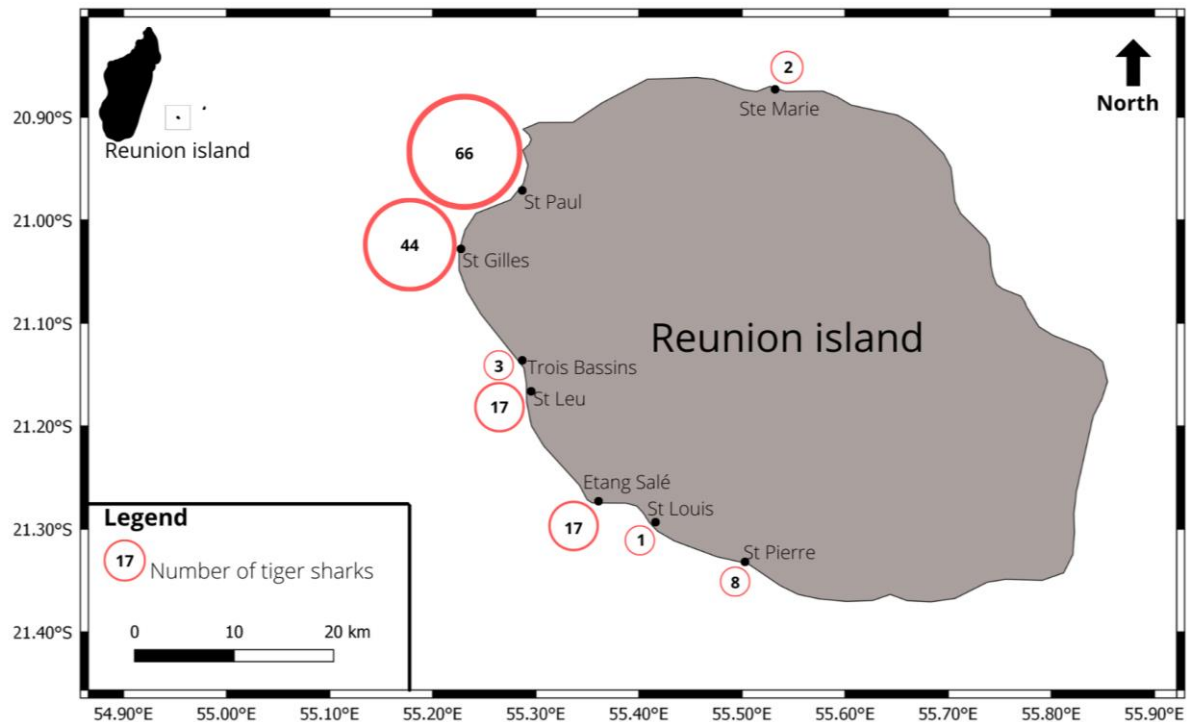 Reunion island
North
2
Ste Marie
20.90°S
66
St Paul
21.00°S
44
St Gilles
21.10°S
Reunion island
3
Trois Bassins
St Leu
17
21.20°S
Etang Salé
St Louis
17
1
21.30°S
St Pierre
8
Legend
17 Number of tiger sharks
0 10 20 km
21.40°S
54.90°E 55.00°E 55.10°E 55.20°E 55.30°E 55.40°E 55.50°E 55.60°E 55.70°E 55.80°E 55.90°E